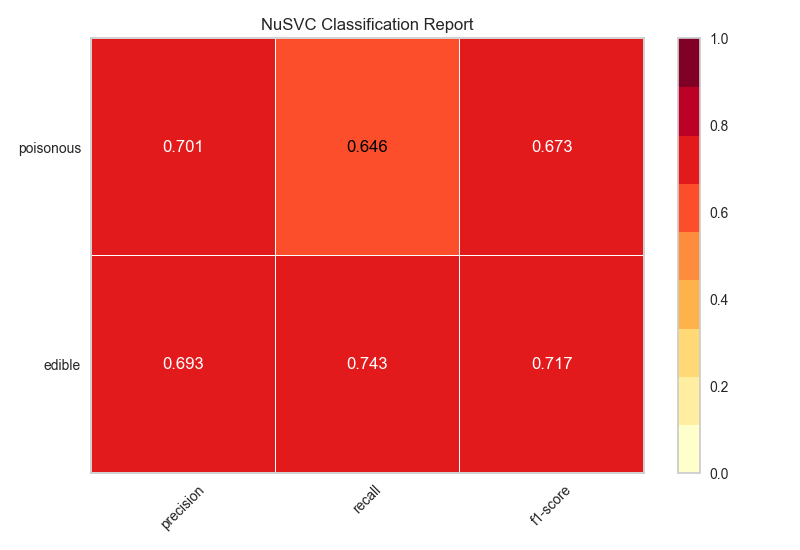 NuSVC Classification Report
poisonous 0.701 0.646 0.673
edible 0.693 0.743 0.717
precision recall f1-score
1.0
0.8
0.6
0.4
0.2
0.0